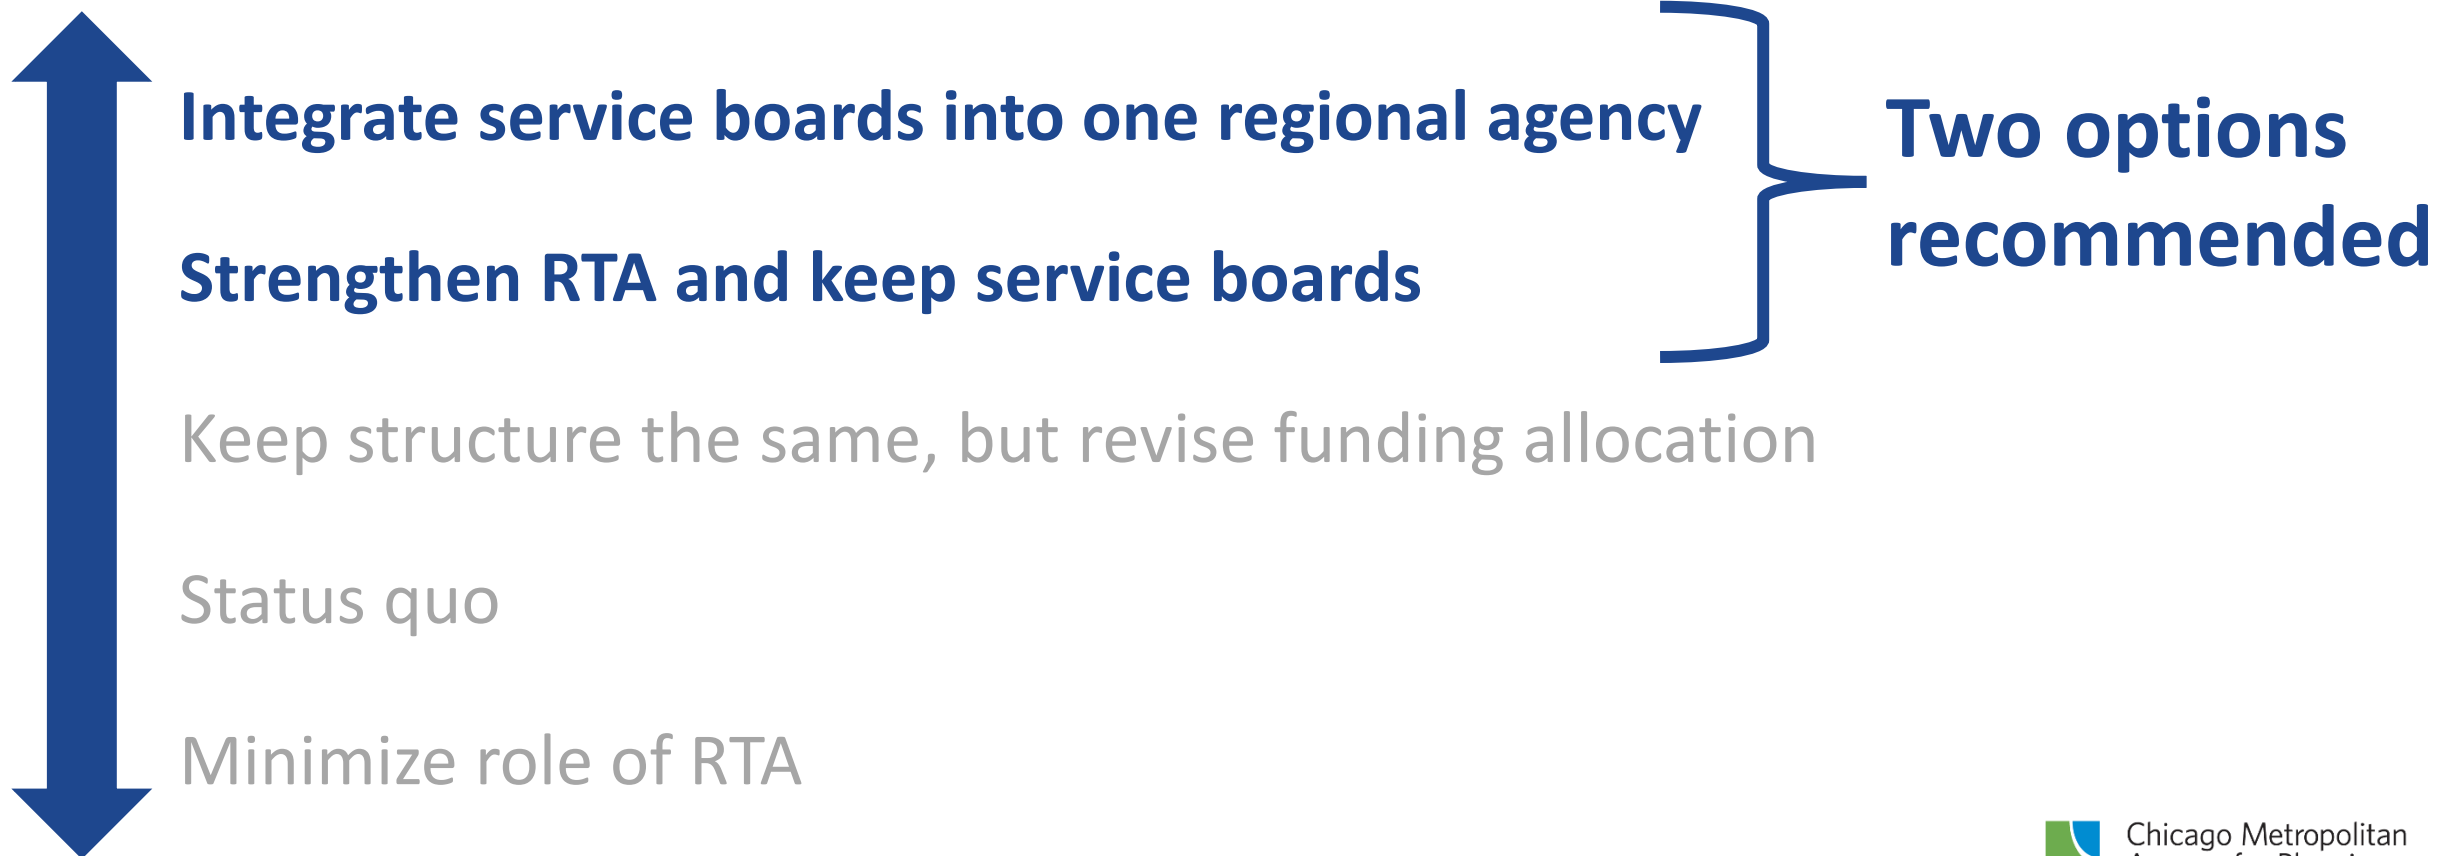 Integrate service boards into one regional agency
Strengthen RTA and keep service boards
Keep structure the same, but revise funding allocation
Status quo
Minimize role of RTA
Two options
recommended
Chicago Metropolitan